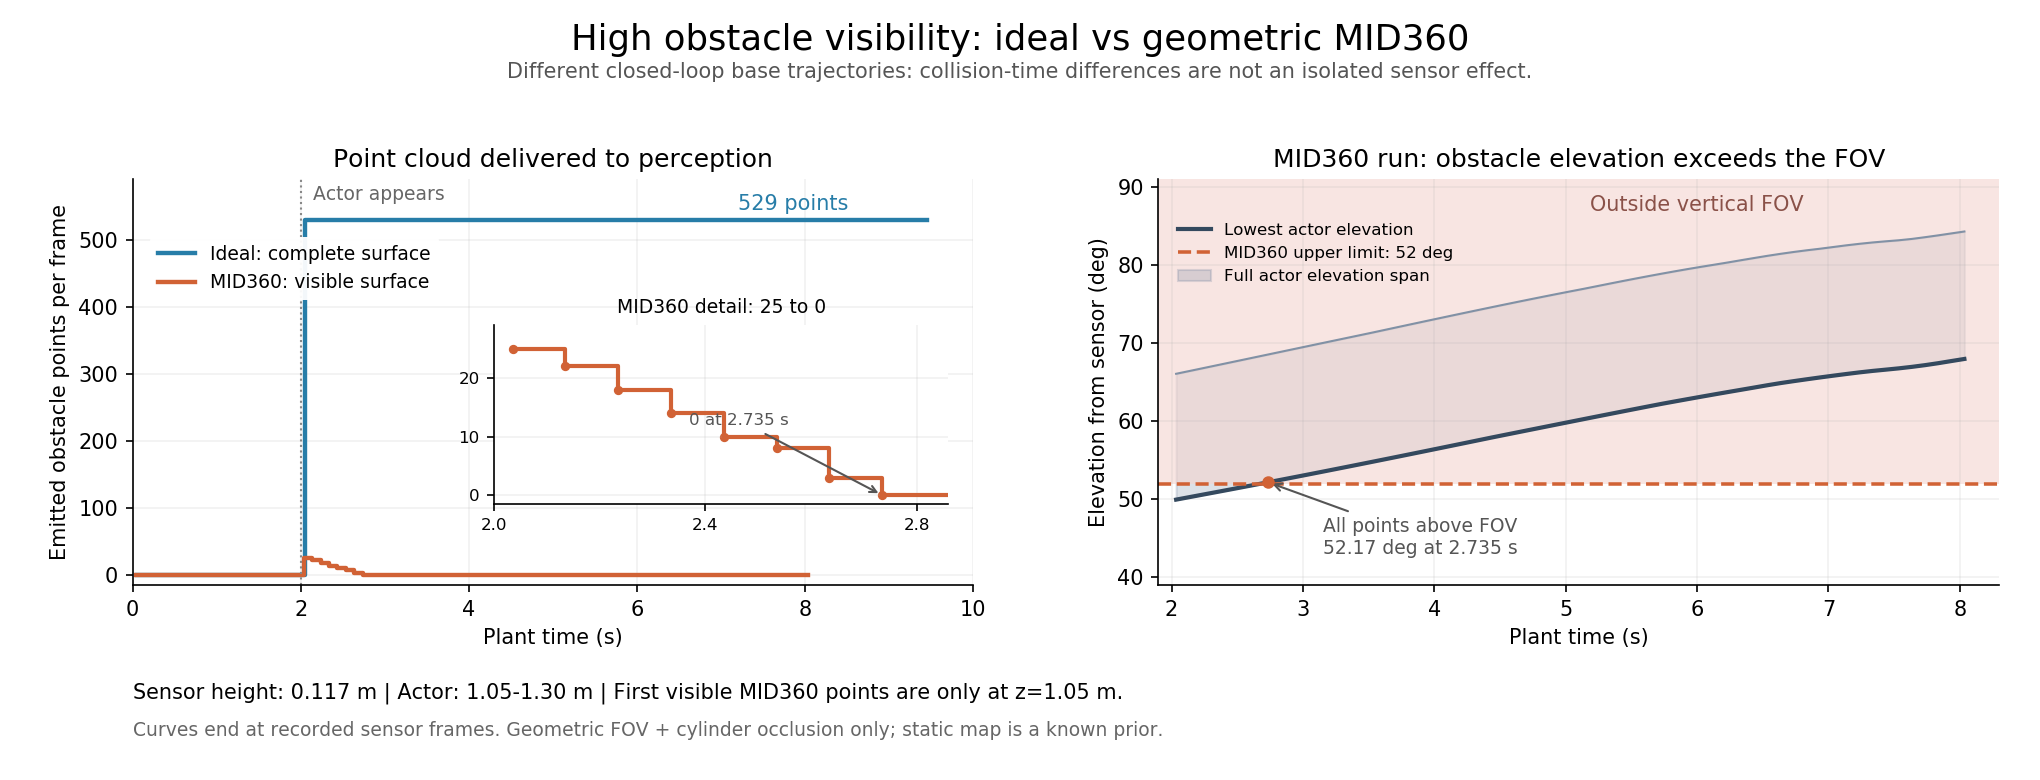 High obstacle visibility: ideal vs geometric MID360
Different closed-loop base trajectories: collision-time differences are not an isolated sensor effect.
Point cloud delivered to perception
Emitted obstacle points per frame
500
400
300
200
100
0
Actor appears
529 points
Ideal: complete surface
MID360: visible surface
MID360 detail: 25 to 0
20
10
0
0 at 2.735 s
2.0
2.4
2.8
0
2
4
6
8
10
Plant time (s)
MID360 run: obstacle elevation exceeds the FOV
Elevation from sensor (deg)
90
80
70
60
50
40
Outside vertical FOV
Lowest actor elevation
MID360 upper limit: 52 deg
Full actor elevation span
All points above FOV
52.17 deg at 2.735 s
2
3
4
5
6
7
8
Plant time (s)
Sensor height: 0.117 m | Actor: 1.05-1.30 m | First visible MID360 points are only at z=1.05 m.
Curves end at recorded sensor frames. Geometric FOV + cylinder occlusion only; static map is a known prior.